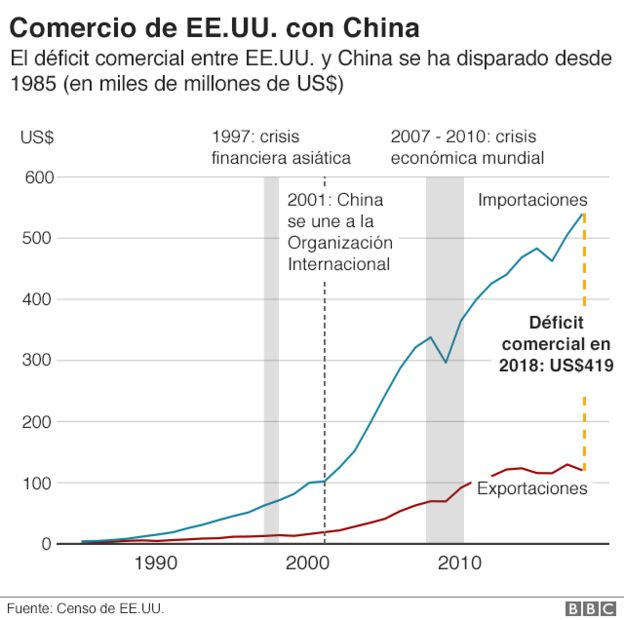 Comercio de EE.UU. con China
El déficit comercial entre EE.UU. y China se ha disparado desde
1985 (en miles de millones de US$)
US$
1997: crisis
financiera asiática
2007 - 2010: crisis
económica mundial
600
500
400
300
200
100
0
2001: China
se une a la
Organización
Internacional
Importaciones
Déficit
comercial en
2018: US$419
Exportaciones
1990
2000
2010
Fuente: Censo de EE.UU.
BBC